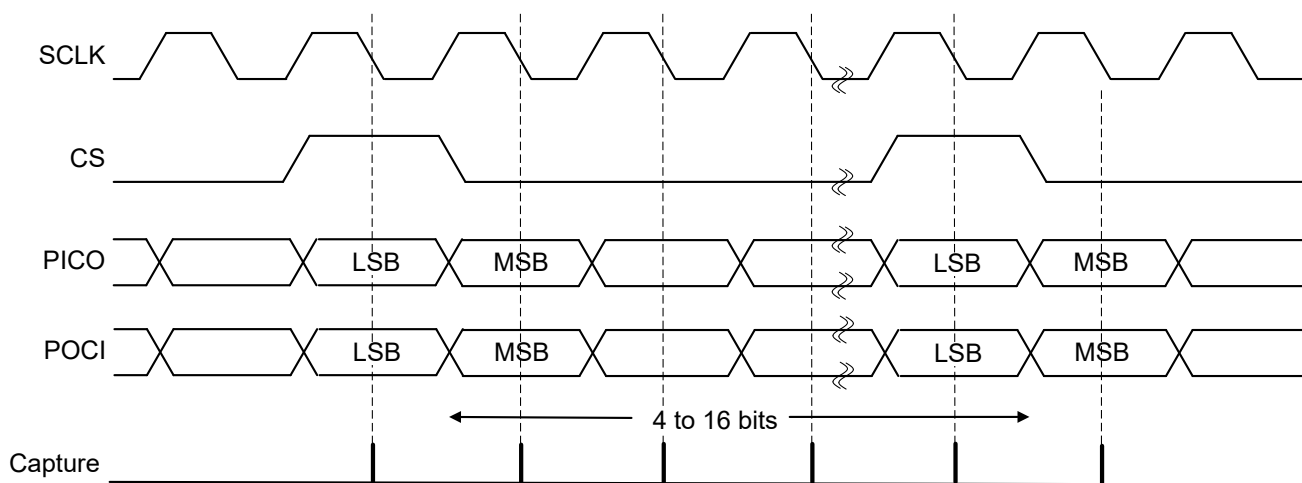 SCLK
CS
PICO LSB MSB LSB MSB
POCI LSB MSB LSB MSB
4 to 16 bits
Capture